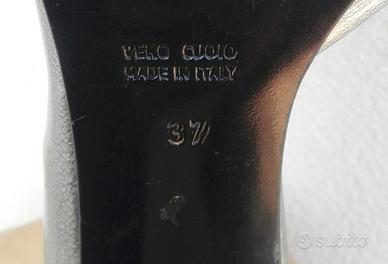 VERO CUOIO
MADE IN ITALY
37
subito